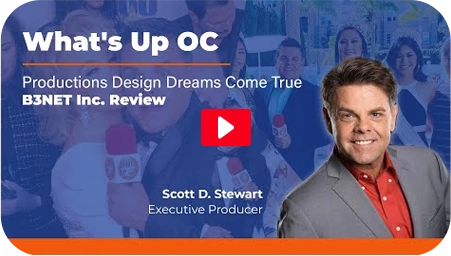 What's Up OC
Productions Design Dreams Come True
B3NET Inc. Review
Scott D. Stewart
Executive Producer